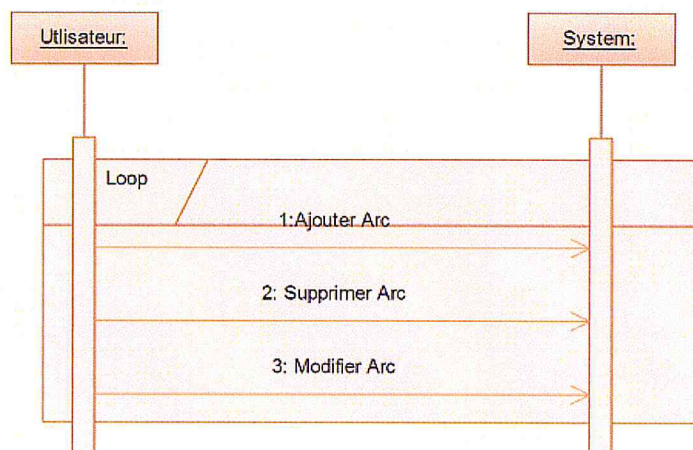 Utlisateur:
System:
Loop
1:Ajouter Arc
2: Supprimer Arc
3: Modifier Arc